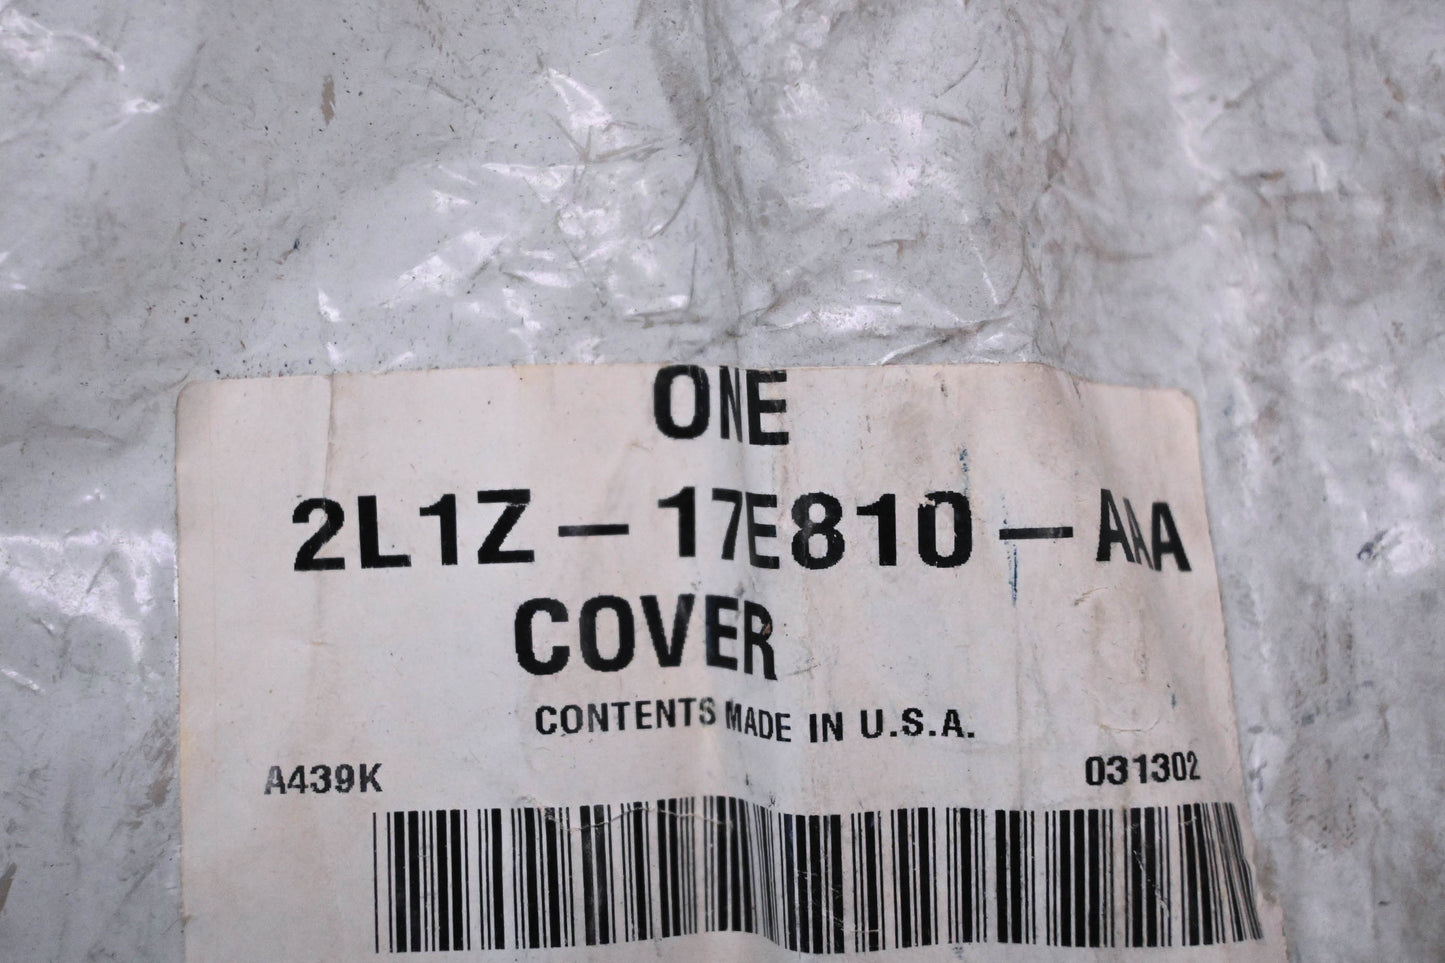 ONE
2L1Z-17E810-AAA
COVER
CONTENTS MADE IN U.S.A.
A439K 031302